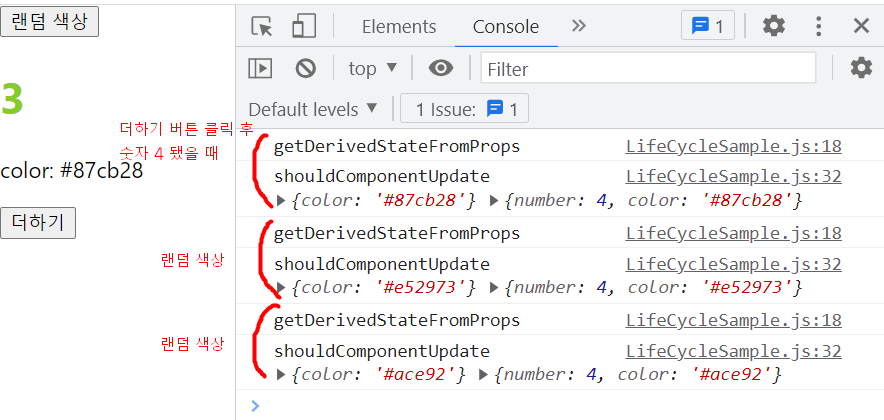 랜덤 색상
3
color: #87cb28
더하기
더하기 버튼 클릭 후
숫자 4 됐을 때
랜덤 색상
랜덤 색상
Elements Console » 1
top Filter
Default levels 1 Issue: 1
getDerivedStateFromProps LifeCycleSample.js:18
shouldComponentUpdate LifeCycleSample.js:32
{color: '#87cb28'} {number: 4, color: '#87cb28'}
getDerivedStateFromProps LifeCycleSample.js:18
shouldComponentUpdate LifeCycleSample.js:32
{color: '#e52973'} {number: 4, color: '#e52973'}
getDerivedStateFromProps LifeCycleSample.js:18
shouldComponentUpdate LifeCycleSample.js:32
{color: '#ace92'} {number: 4, color: '#ace92'}